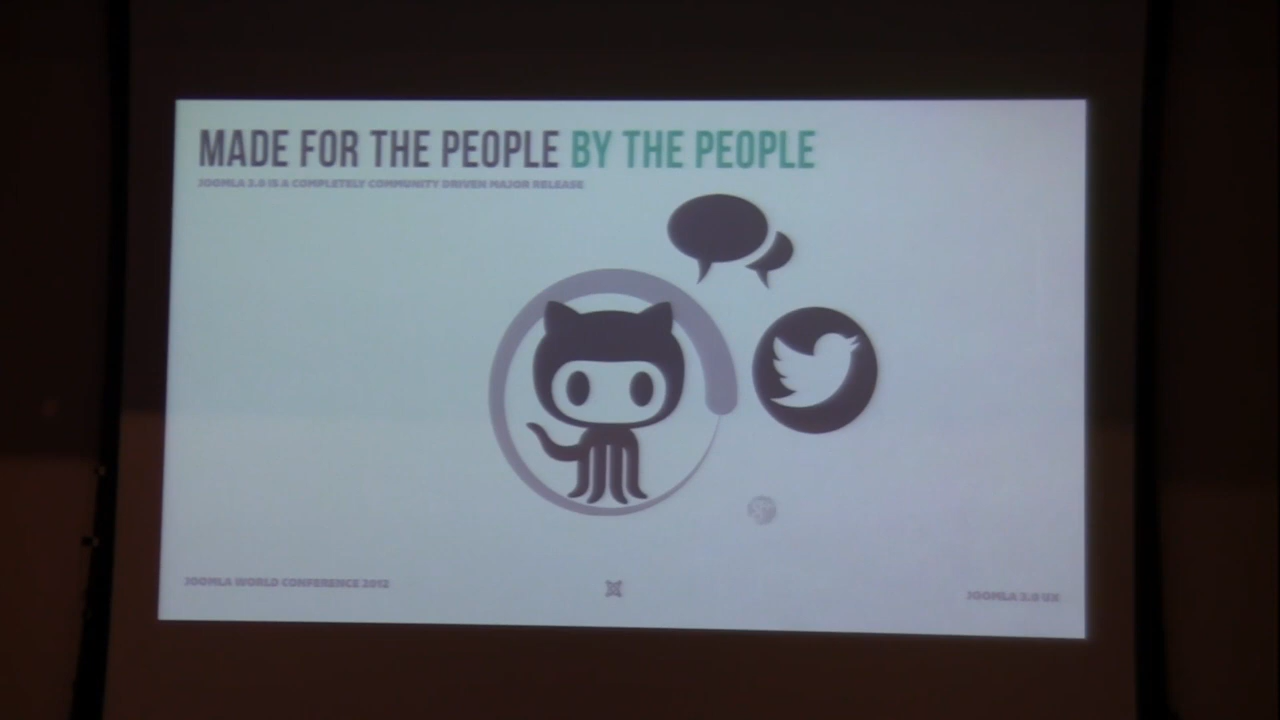 MADE FOR THE PEOPLE BY THE PEOPLE
JOOMLA 3.0 IS A COMPLETELY COMMUNITY DRIVEN MAJOR RELEASE
JOOMLA WORLD CONFERENCE 2012
JOOMLA 3.0 UX